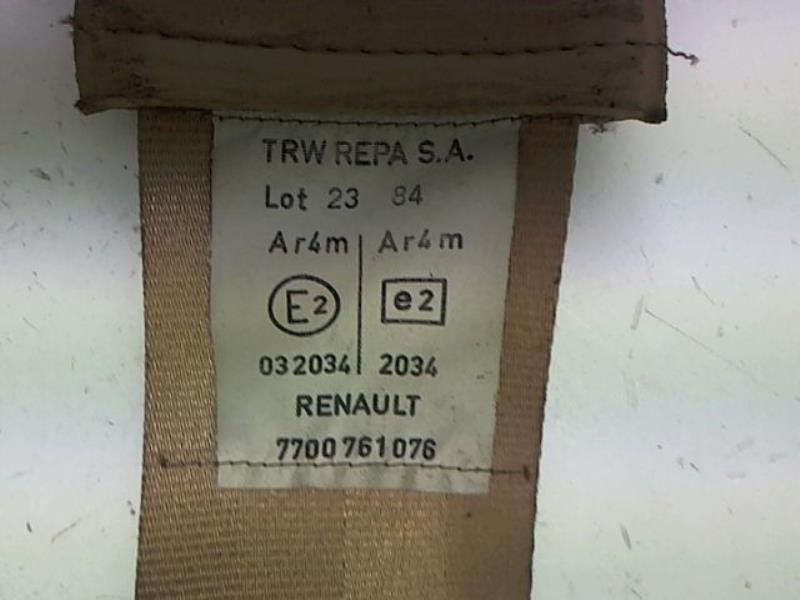 TRW REPA S.A.
Lot 23 84
Ar4m Ar4m
E2 e2
032034 2034
RENAULT
7700761076